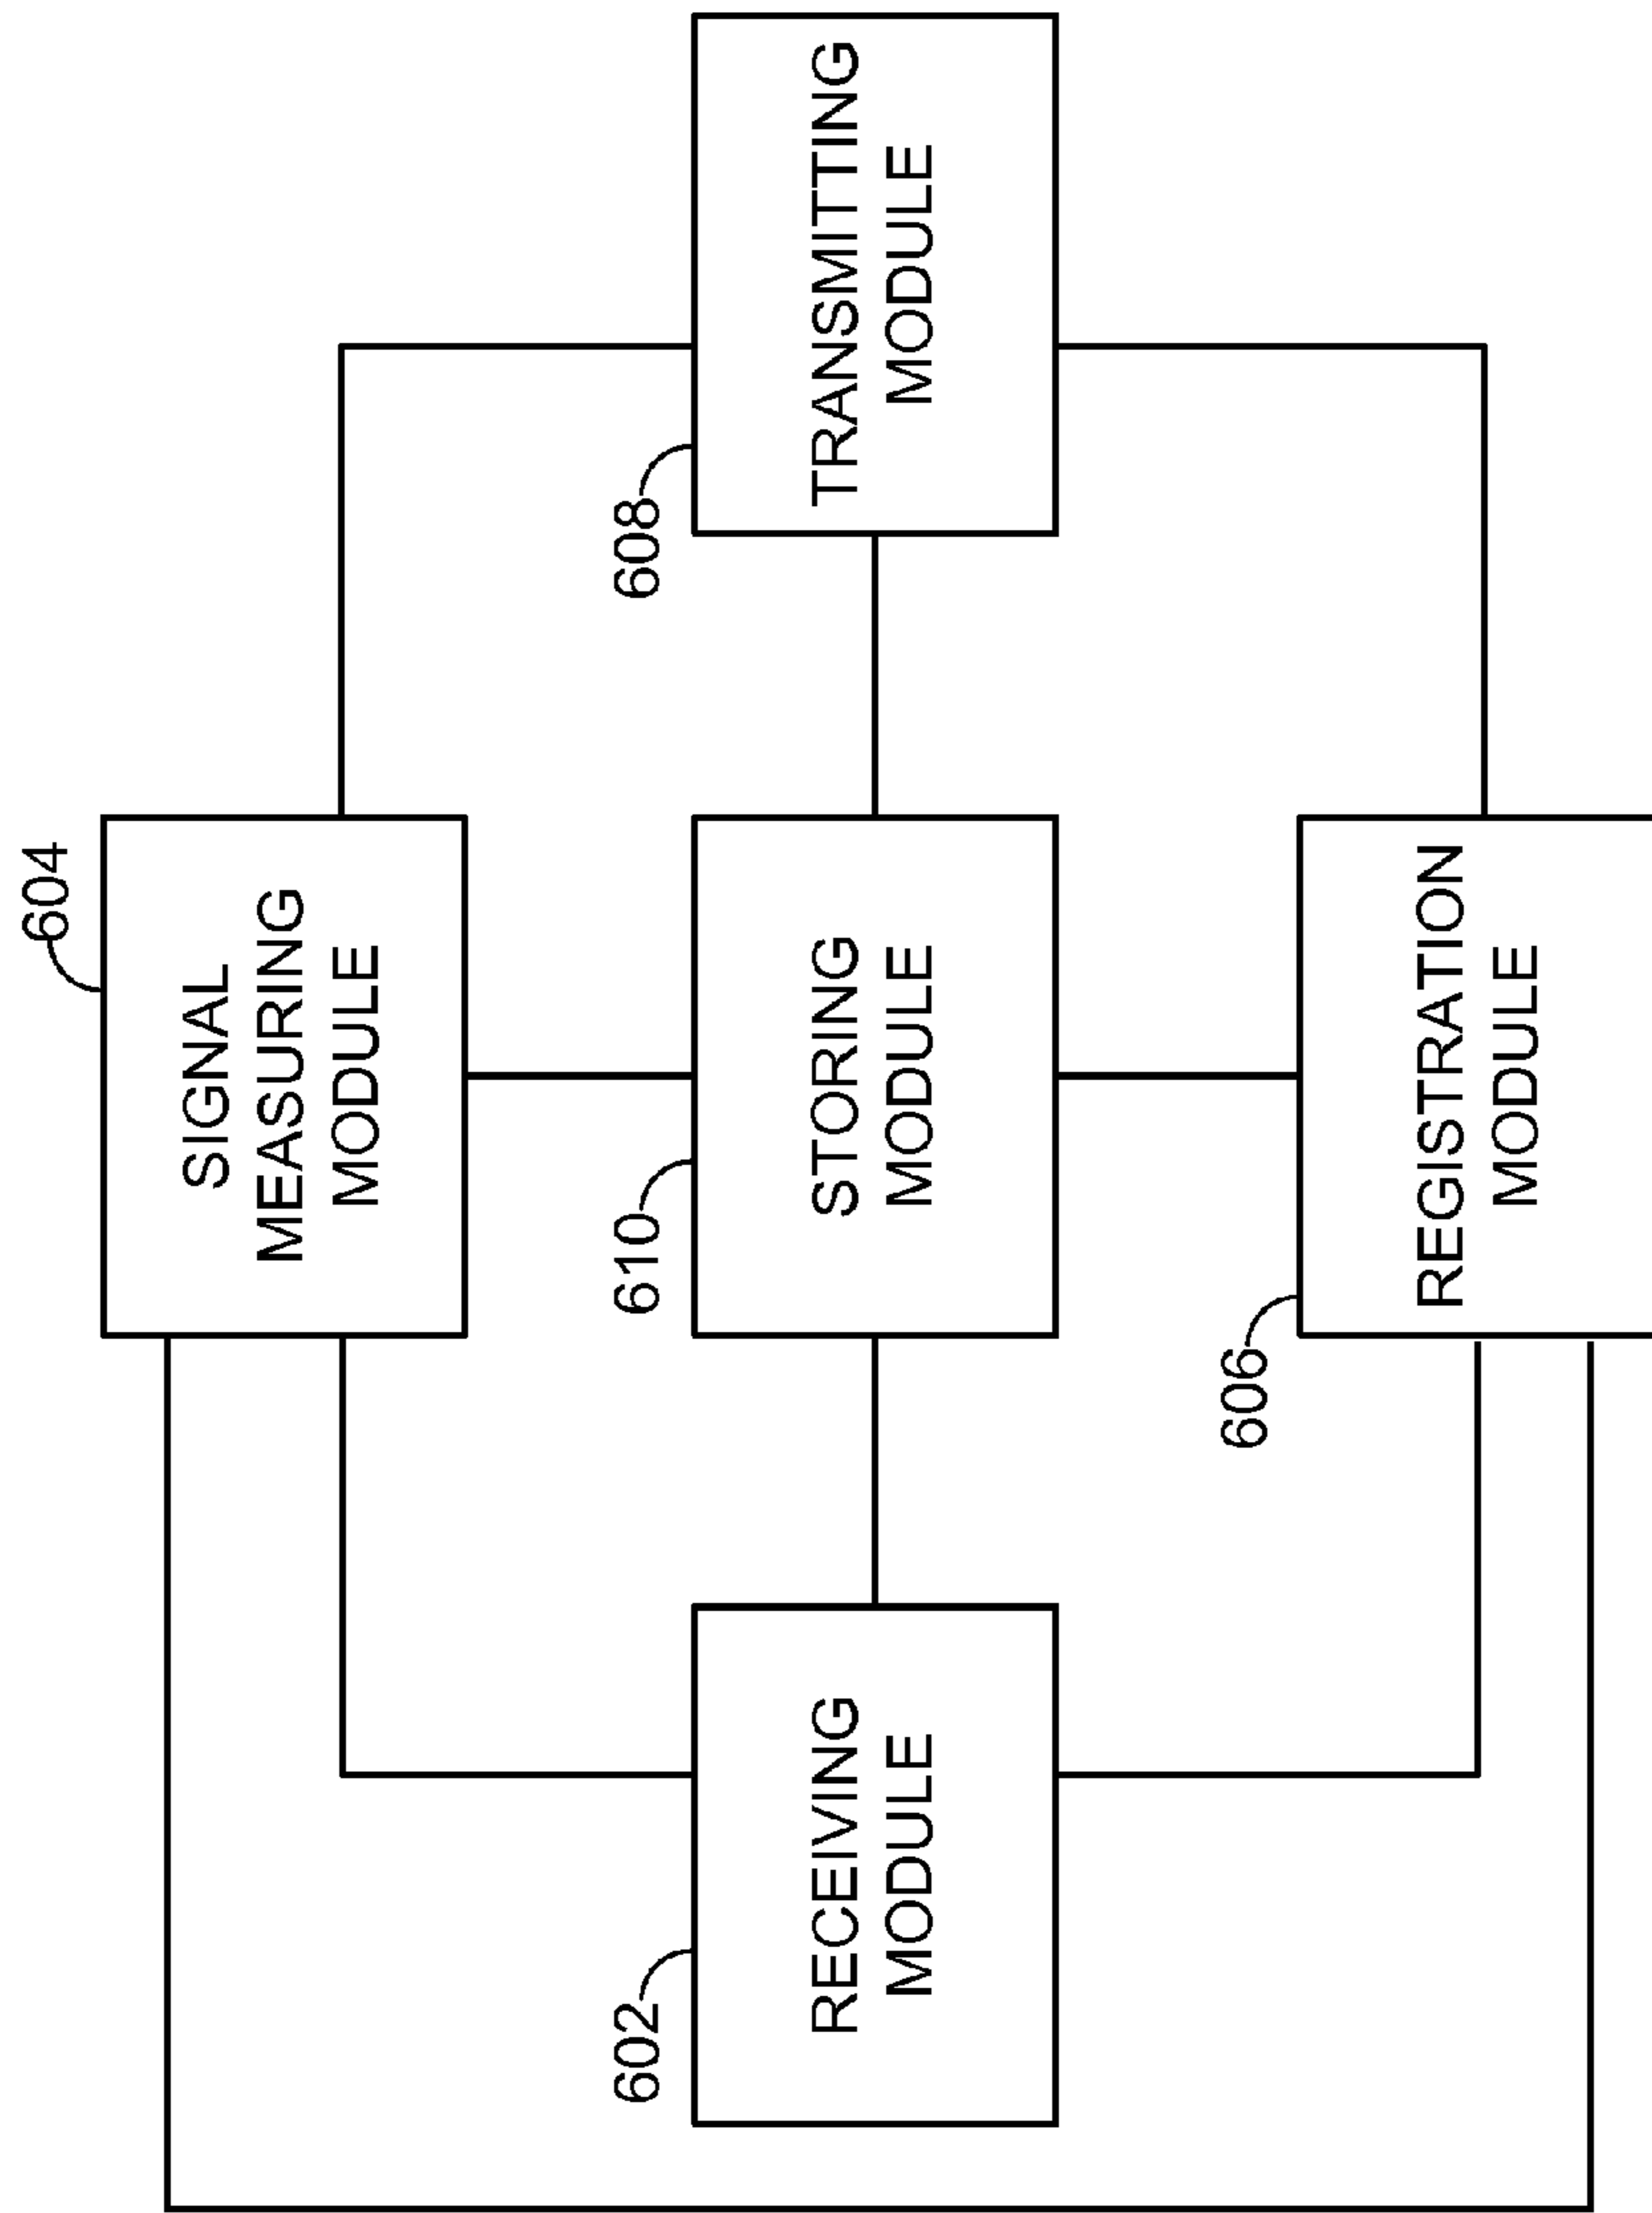 604
SIGNAL
MEASURING
MODULE
602
RECEIVING
MODULE
610
STORING
MODULE
608
TRANSMITTING
MODULE
606
REGISTRATION
MODULE